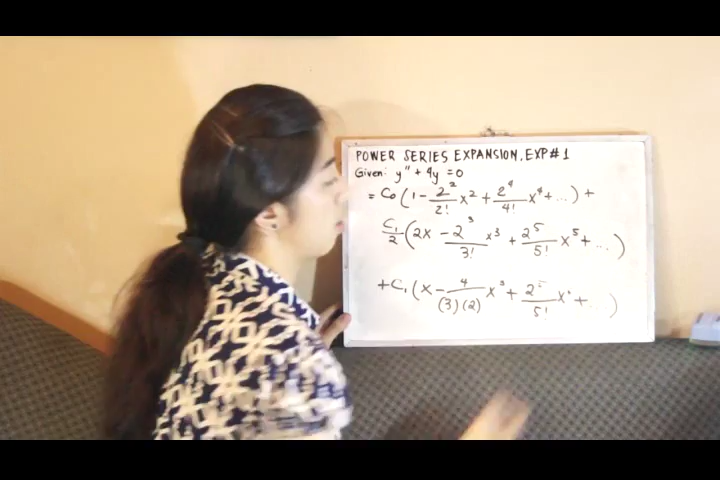 POWER SERIES EXPANSION, EXP#1
Given: y" + 4y = 0
= C₀ (1 - 2²/2! x² + 2⁴/4! x⁴ + ...) +
C₁/2 (2x - 2³/3! x³ + 2⁵/5! x⁵ + ...)
+ C₁ (x - 4/(3)(2) x³ + 2⁵/5! x + ...)